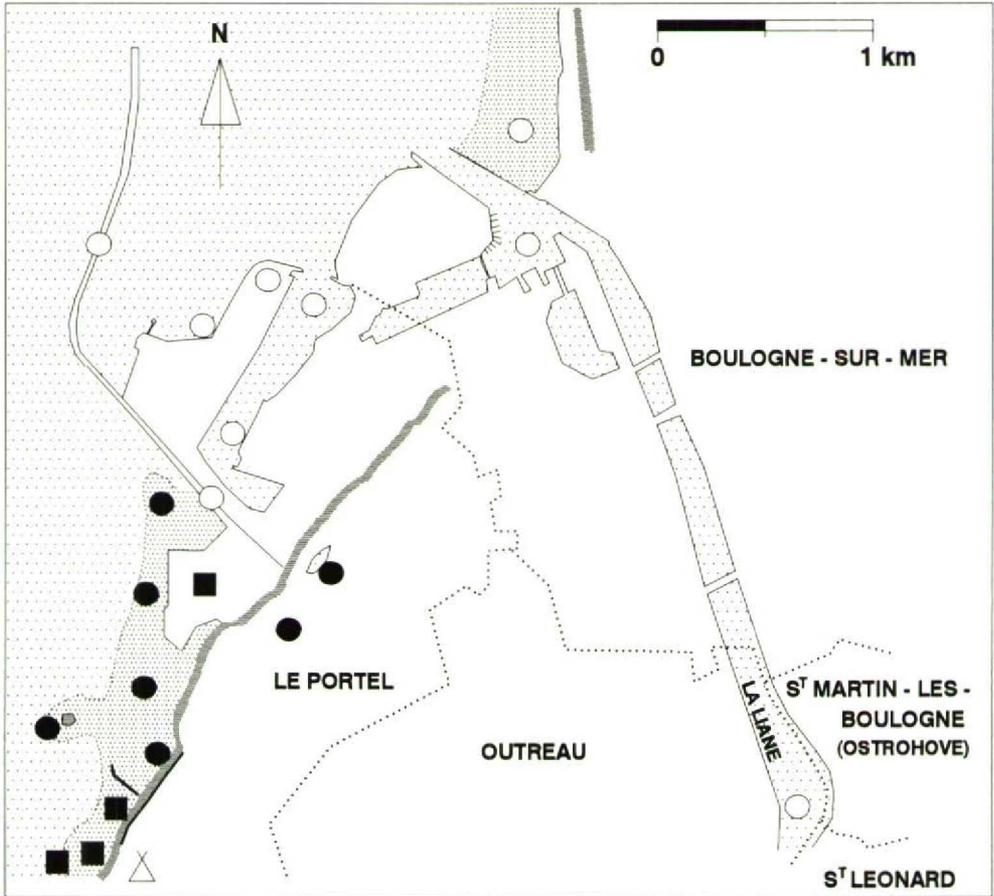 N
0 1 km
BOULOGNE - SUR - MER
LE PORTEL
OUTREAU
LA LIANE
Sᵀ MARTIN - LES -
BOULOGNE
(OSTROHOVE)
Sᵀ LEONARD